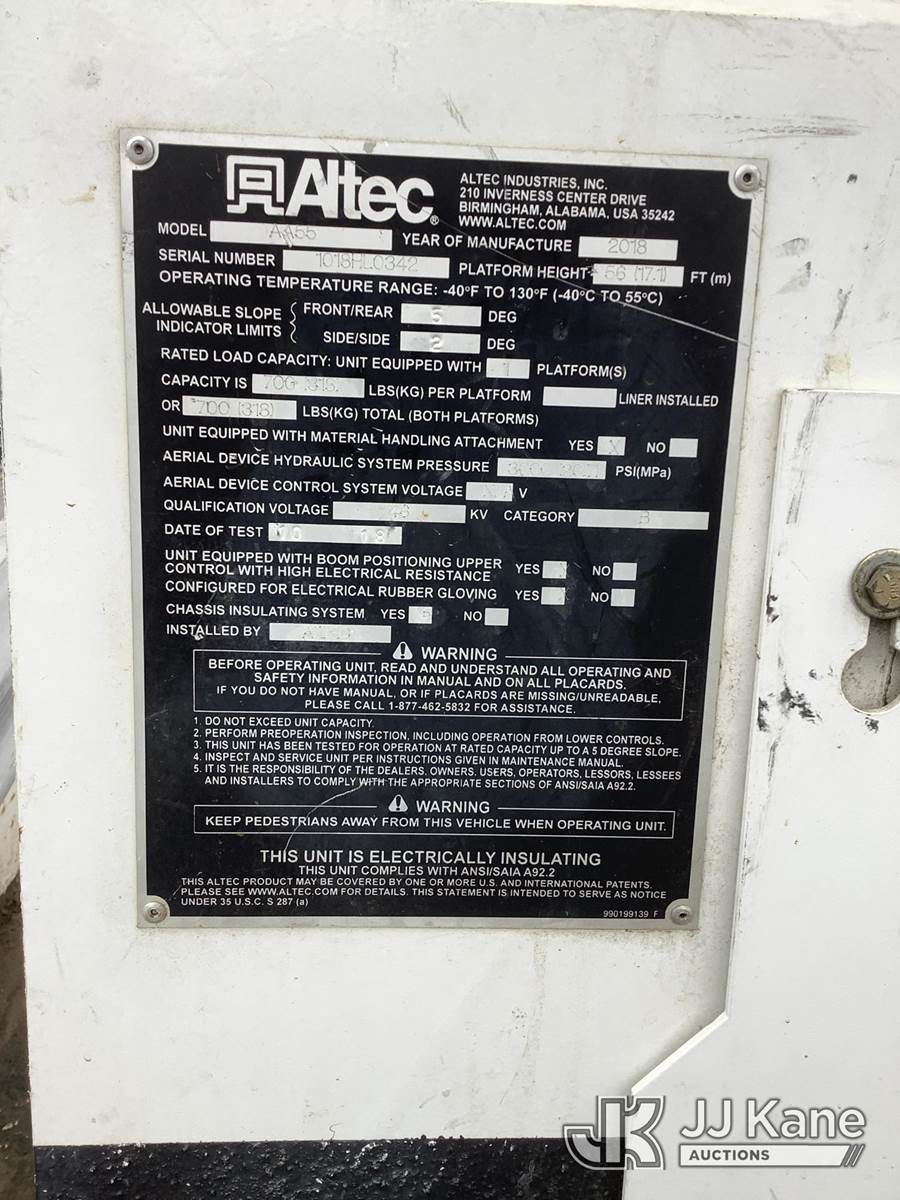 Altec®
ALTEC INDUSTRIES, INC.
210 INVERNESS CENTER DRIVE
BIRMINGHAM, ALABAMA, USA 35242
WWW.ALTEC.COM
MODEL AA55 YEAR OF MANUFACTURE 2018
SERIAL NUMBER 1018HL0342 PLATFORM HEIGHT 56 (17.1) FT (m)
OPERATING TEMPERATURE RANGE: -40°F TO 130°F (-40°C TO 55°C)
ALLOWABLE SLOPE INDICATOR LIMITS
FRONT/REAR 5 DEG
SIDE/SIDE 2 DEG
RATED LOAD CAPACITY: UNIT EQUIPPED WITH 1 PLATFORM(S)
CAPACITY IS 700 (318) LBS(KG) PER PLATFORM LINER INSTALLED
OR 700 (318) LBS(KG) TOTAL (BOTH PLATFORMS)
UNIT EQUIPPED WITH MATERIAL HANDLING ATTACHMENT YES X NO
AERIAL DEVICE HYDRAULIC SYSTEM PRESSURE PSI(MPa)
AERIAL DEVICE CONTROL SYSTEM VOLTAGE V
QUALIFICATION VOLTAGE 46 KV CATEGORY B
DATE OF TEST 10 18
UNIT EQUIPPED WITH BOOM POSITIONING UPPER
CONTROL WITH HIGH ELECTRICAL RESISTANCE YES NO
CONFIGURED FOR ELECTRICAL RUBBER GLOVING YES NO
CHASSIS INSULATING SYSTEM YES NO
INSTALLED BY
WARNING
BEFORE OPERATING UNIT, READ AND UNDERSTAND ALL OPERATING AND
SAFETY INFORMATION IN MANUAL AND ON ALL PLACARDS.
IF YOU DO NOT HAVE MANUAL, OR IF PLACARDS ARE MISSING/UNREADABLE,
PLEASE CALL 1-877-462-5832 FOR ASSISTANCE.
1. DO NOT EXCEED UNIT CAPACITY.
2. PERFORM PREOPERATION INSPECTION, INCLUDING OPERATION FROM LOWER CONTROLS.
3. THIS UNIT HAS BEEN TESTED FOR OPERATION AT RATED CAPACITY UP TO A 5 DEGREE SLOPE.
4. INSPECT AND SERVICE UNIT PER INSTRUCTIONS GIVEN IN MAINTENANCE MANUAL.
5. IT IS THE RESPONSIBILITY OF THE DEALERS, OWNERS, USERS, OPERATORS, LESSORS, LESSEES
AND INSTALLERS TO COMPLY WITH THE APPROPRIATE SECTIONS OF ANSI/SAIA A92.2.
WARNING
KEEP PEDESTRIANS AWAY FROM THIS VEHICLE WHEN OPERATING UNIT.
THIS UNIT IS ELECTRICALLY INSULATING
THIS UNIT COMPLIES WITH ANSI/SAIA A92.2
THIS ALTEC PRODUCT MAY BE COVERED BY ONE OR MORE U.S. AND INTERNATIONAL PATENTS.
PLEASE SEE WWW.ALTEC.COM FOR DETAILS. THIS STATEMENT IS INTENDED TO SERVE AS NOTICE
UNDER 35 U.S.C. S 287 (a)
990199139 F
JK JJ Kane
AUCTIONS